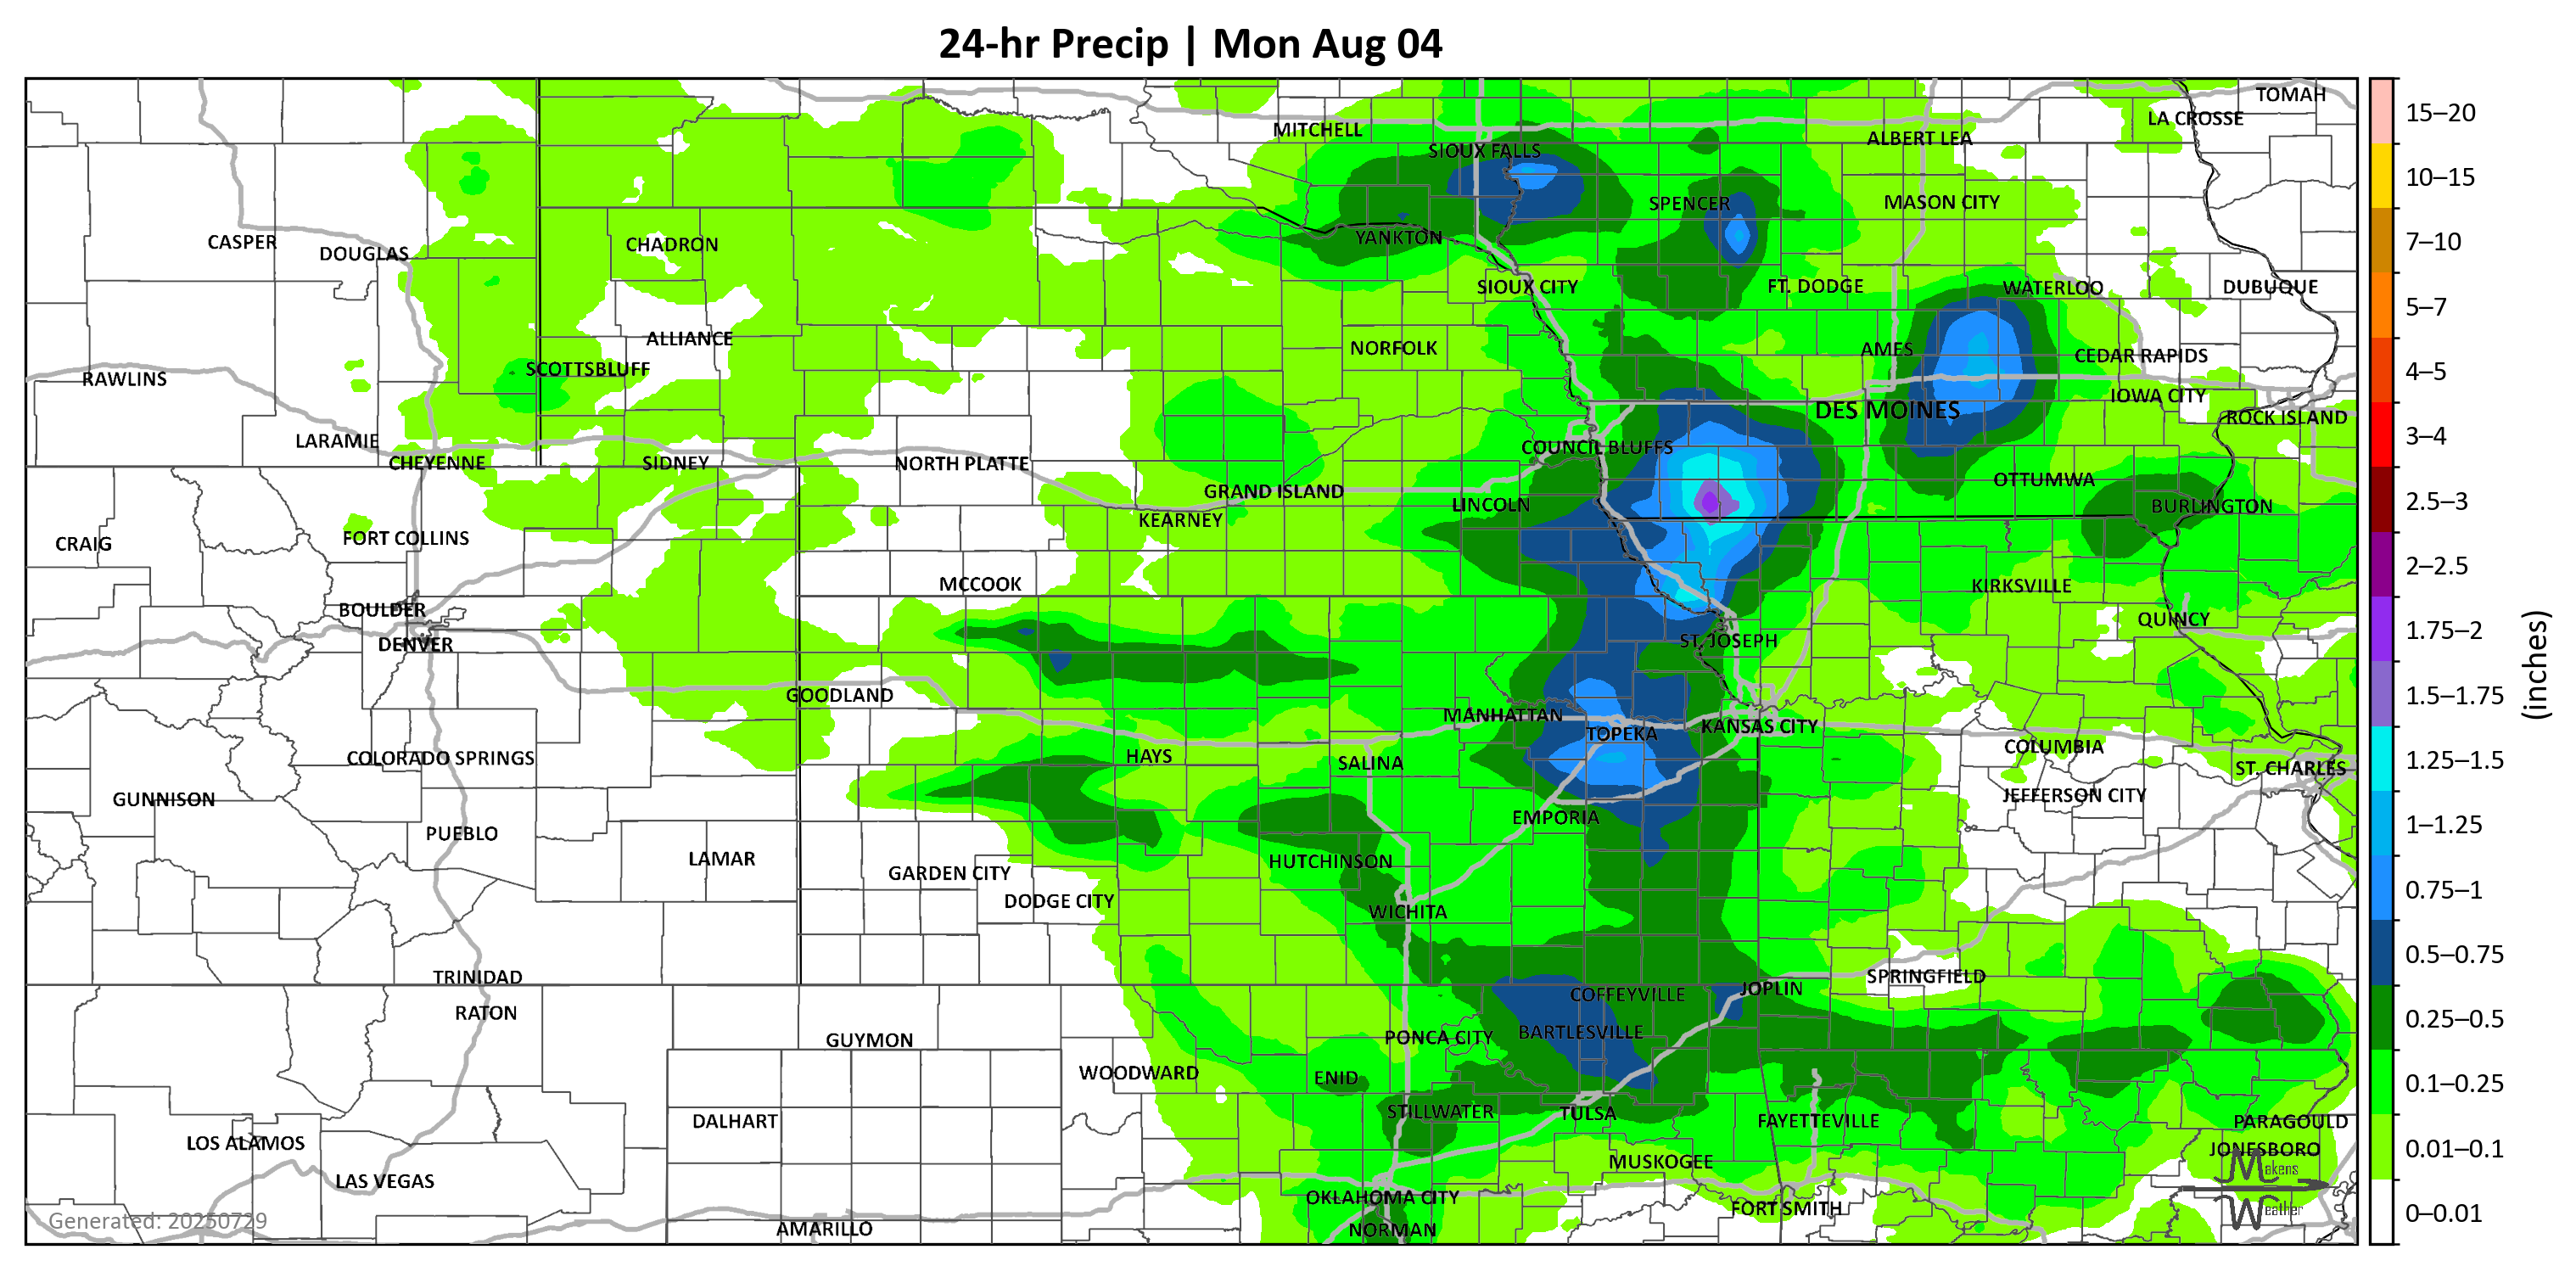 24-hr Precip | Mon Aug 04
TOMAH
LA CROSSE
MITCHELL
ALBERT LEA
SIOUX FALLS
SPENCER
MASON CITY
CASPER
DOUGLAS
CHADRON
YANKTON
SIOUX CITY
FT. DODGE
WATERLOO
DUBUQUE
ALLIANCE
NORFOLK
AMES
CEDAR RAPIDS
SCOTTSBLUFF
RAWLINS
IOWA CITY
DES MOINES
ROCK ISLAND
LARAMIE
COUNCIL BLUFFS
CHEYENNE
SIDNEY
NORTH PLATTE
OTTUMWA
GRAND ISLAND
LINCOLN
BURLINGTON
KEARNEY
CRAIG
FORT COLLINS
MCCOOK
KIRKSVILLE
BOULDER
QUINCY
DENVER
ST. JOSEPH
GOODLAND
MANHATTAN
KANSAS CITY
TOPEKA
COLUMBIA
COLORADO SPRINGS
HAYS
SALINA
ST. CHARLES
GUNNISON
JEFFERSON CITY
EMPORIA
PUEBLO
LAMAR
HUTCHINSON
GARDEN CITY
DODGE CITY
WICHITA
TRINIDAD
SPRINGFIELD
JOPLIN
COFFEYVILLE
RATON
BARTLESVILLE
PONCA CITY
GUYMON
WOODWARD
ENID
STILLWATER
TULSA
DALHART
FAYETTEVILLE
PARAGOULD
LOS ALAMOS
JONESBORO
MUSKOGEE
LAS VEGAS
OKLAHOMA CITY
FORT SMITH
AMARILLO
NORMAN
Generated: 20250729
Makens
Weather
15–20
10–15
7–10
5–7
4–5
3–4
2.5–3
2–2.5
1.75–2
1.5–1.75
1.25–1.5
1–1.25
0.75–1
0.5–0.75
0.25–0.5
0.1–0.25
0.01–0.1
0–0.01
(inches)